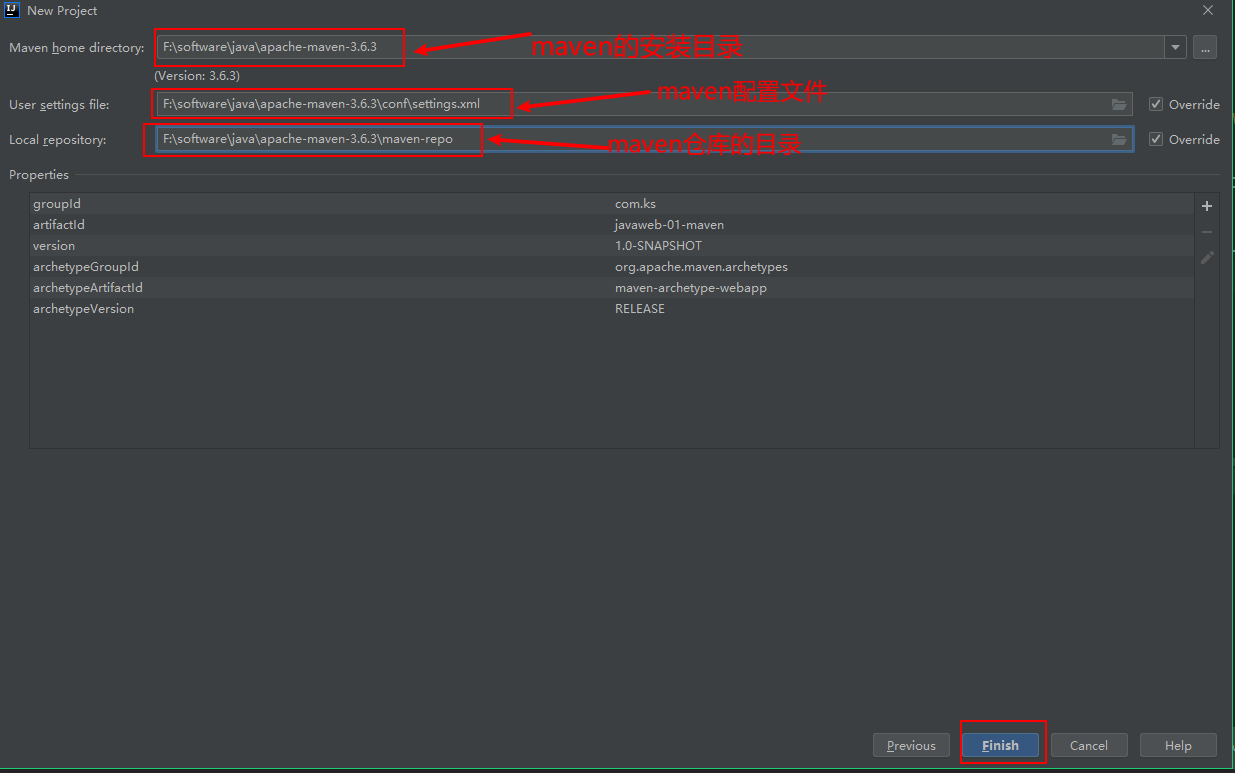 New Project
Maven home directory: F:\software\java\apache-maven-3.6.3 maven的安装目录 ...
(Version: 3.6.3)
User settings file: F:\software\java\apache-maven-3.6.3\conf\settings.xml maven配置文件 Override
Local repository: F:\software\java\apache-maven-3.6.3\maven-repo maven仓库的目录 Override
Properties
groupId com.ks
artifactId javaweb-01-maven
version 1.0-SNAPSHOT
archetypeGroupId org.apache.maven.archetypes
archetypeArtifactId maven-archetype-webapp
archetypeVersion RELEASE
Previous Finish Cancel Help